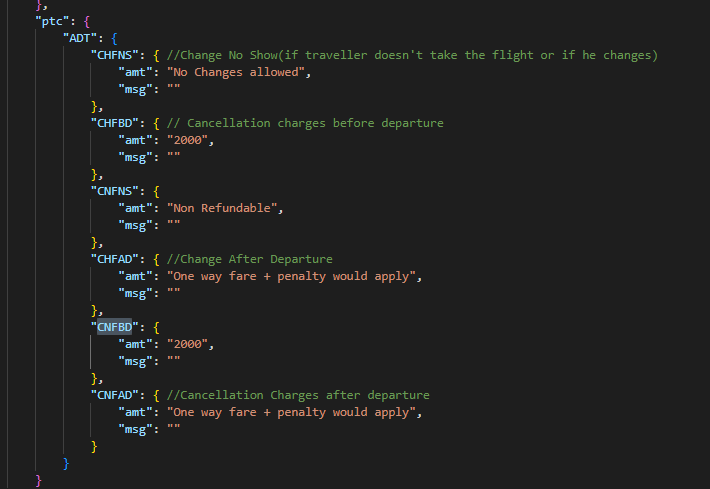 },
"ptc": {
"ADT": {
"CHFNS": { //Change No Show(if traveller doesn't take the flight or if he changes)
"amt": "No Changes allowed",
"msg": ""
},
"CHFBD": { // Cancellation charges before departure
"amt": "2000",
"msg": ""
},
"CNFNS": {
"amt": "Non Refundable",
"msg": ""
},
"CHFAD": { //Change After Departure
"amt": "One way fare + penalty would apply",
"msg": ""
},
"CNFBD": {
"amt": "2000",
"msg": ""
},
"CNFAD": { //Cancellation Charges after departure
"amt": "One way fare + penalty would apply",
"msg": ""
}
}
}